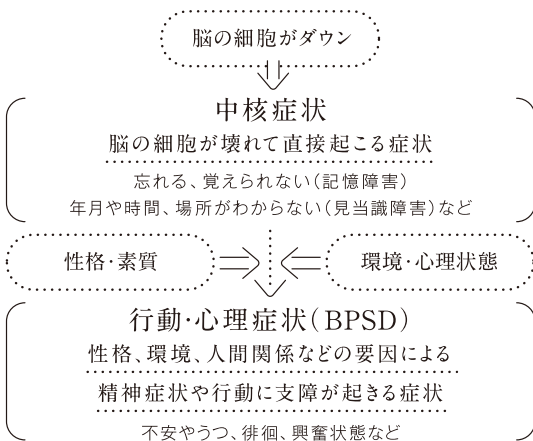 脳の細胞がダウン
中核症状
脳の細胞が壊れて直接起こる症状
忘れる、覚えられない(記憶障害)
年月や時間、場所がわからない(見当識障害)など
性格・素質
環境・心理状態
行動・心理症状(BPSD)
性格、環境、人間関係などの要因による
精神症状や行動に支障が起きる症状
不安やうつ、徘徊、興奮状態など